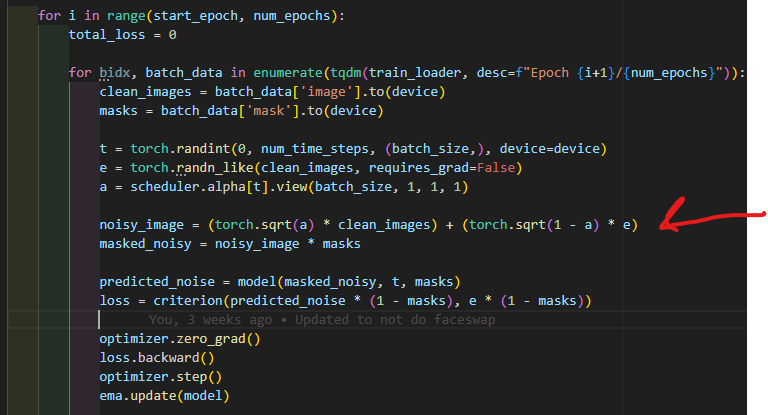 for i in range(start_epoch, num_epochs):
total_loss = 0
for bidx, batch_data in enumerate(tqdm(train_loader, desc=f"Epoch {i+1}/{num_epochs}")):
clean_images = batch_data['image'].to(device)
masks = batch_data['mask'].to(device)
t = torch.randint(0, num_time_steps, (batch_size,), device=device)
e = torch.randn_like(clean_images, requires_grad=False)
a = scheduler.alpha[t].view(batch_size, 1, 1, 1)
noisy_image = (torch.sqrt(a) * clean_images) + (torch.sqrt(1 - a) * e)
masked_noisy = noisy_image * masks
predicted_noise = model(masked_noisy, t, masks)
loss = criterion(predicted_noise * (1 - masks), e * (1 - masks))
You, 3 weeks ago • Updated to not do faceswap
optimizer.zero_grad()
loss.backward()
optimizer.step()
ema.update(model)